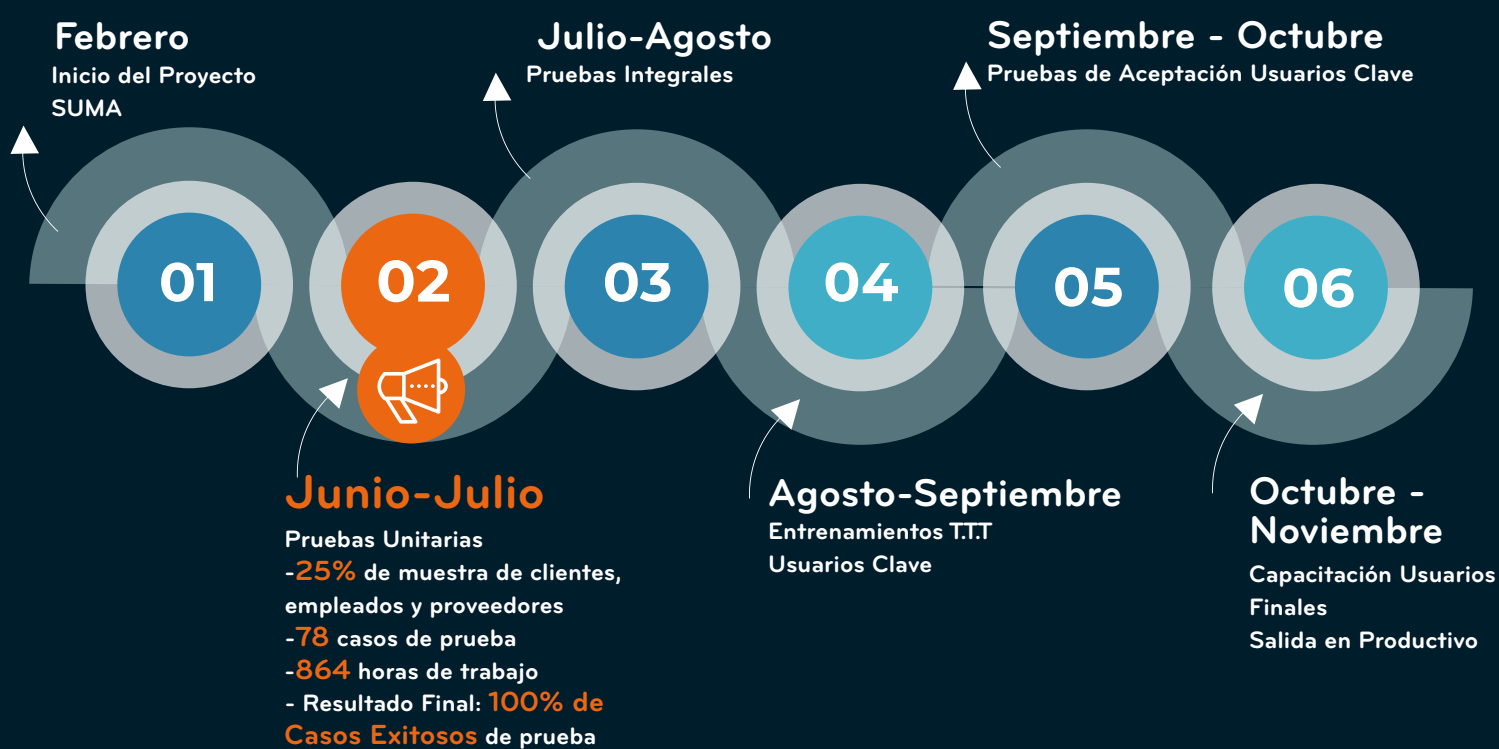 Febrero
Inicio del Proyecto
SUMA
Julio-Agosto
Pruebas Integrales
Septiembre - Octubre
Pruebas de Aceptación Usuarios Clave
01
02
03
04
05
06
Junio-Julio
Pruebas Unitarias
-25% de muestra de clientes,
empleados y proveedores
-78 casos de prueba
-864 horas de trabajo
- Resultado Final: 100% de
Casos Exitosos de prueba
Agosto-Septiembre
Entrenamientos T.T.T
Usuarios Clave
Octubre -
Noviembre
Capacitación Usuarios
Finales
Salida en Productivo